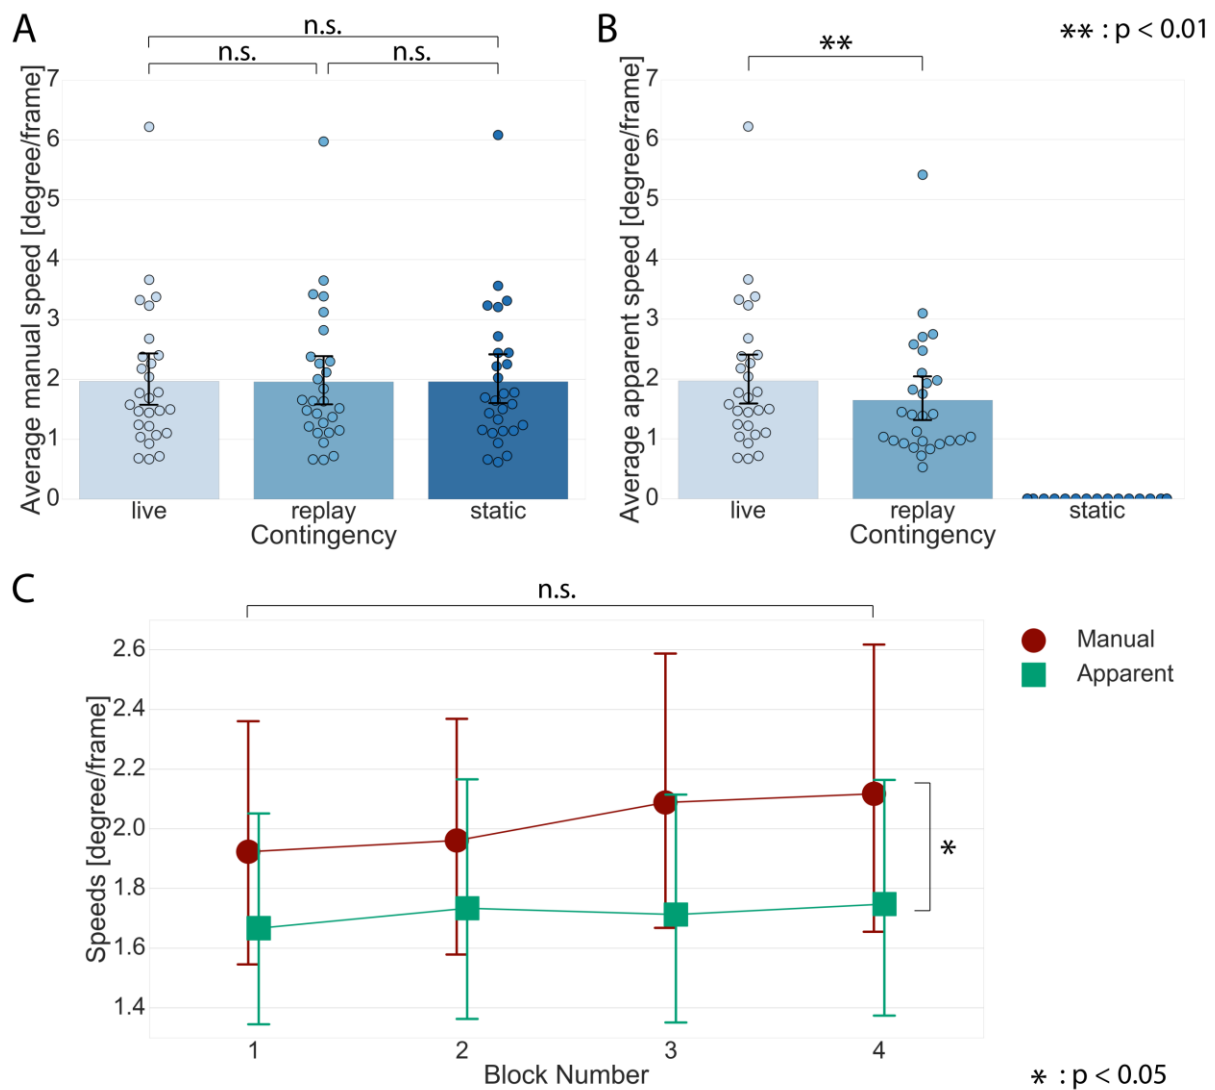 A
n.s.
n.s.
n.s.
Average manual speed [degree/frame]
7
6
5
4
3
2
1
0
live
replay
static
Contingency
B
**
** : p < 0.01
Average apparent speed [degree/frame]
7
6
5
4
3
2
1
0
live
replay
static
Contingency
C
n.s.
Speeds [degree/frame]
2.6
2.4
2.2
2.0
1.8
1.6
1.4
1
2
3
4
Block Number
*
Manual
Apparent
* : p < 0.05